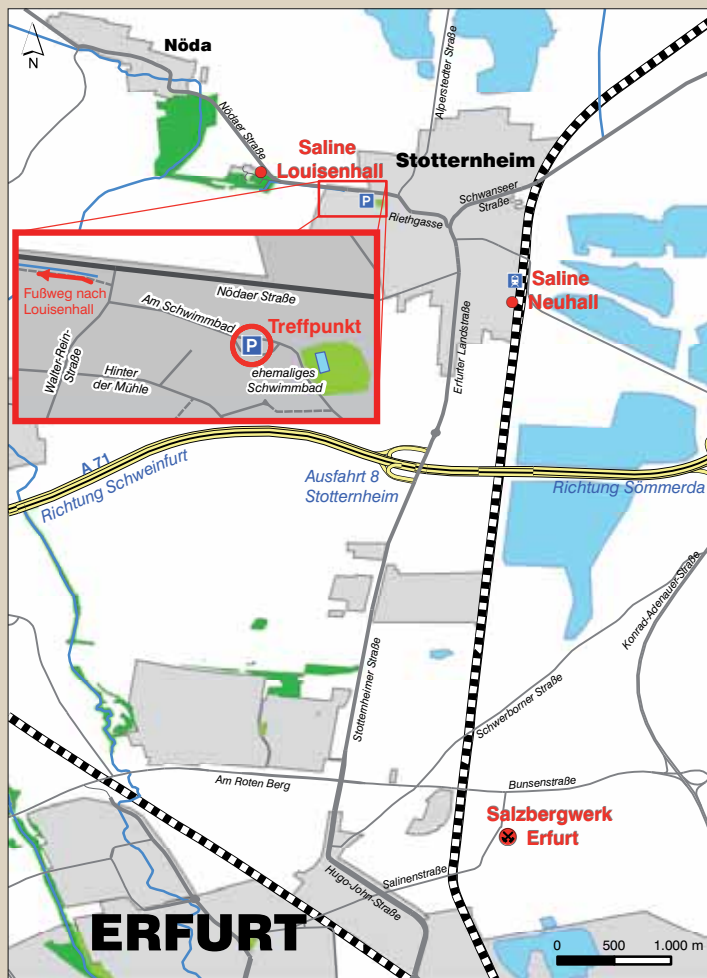 N
Nöda
Nödaer Straße
Saline
Louisenhall
Alperstedter Straße
Stotternheim
Schwanseer
Straße
P
Riethgasse
Saline
Neuhall
Erfurter Landstraße
Fußweg nach
Louisenhall
Nödaer Straße
Am Schwimmbad
Treffpunkt
P
Walter-Rein-
Straße
Hinter
der Mühle
ehemaliges
Schwimmbad
A 71
Richtung Schweinfurt
Ausfahrt 8
Stotternheim
Richtung Sömmerda
Konrad-Adenauer-Straße
Stotternheimer Straße
Schwerborner Straße
Am Roten Berg
Bunsenstraße
Salzbergwerk
Erfurt
Salinenstraße
Hugo-John-Straße
ERFURT
0 500 1.000 m